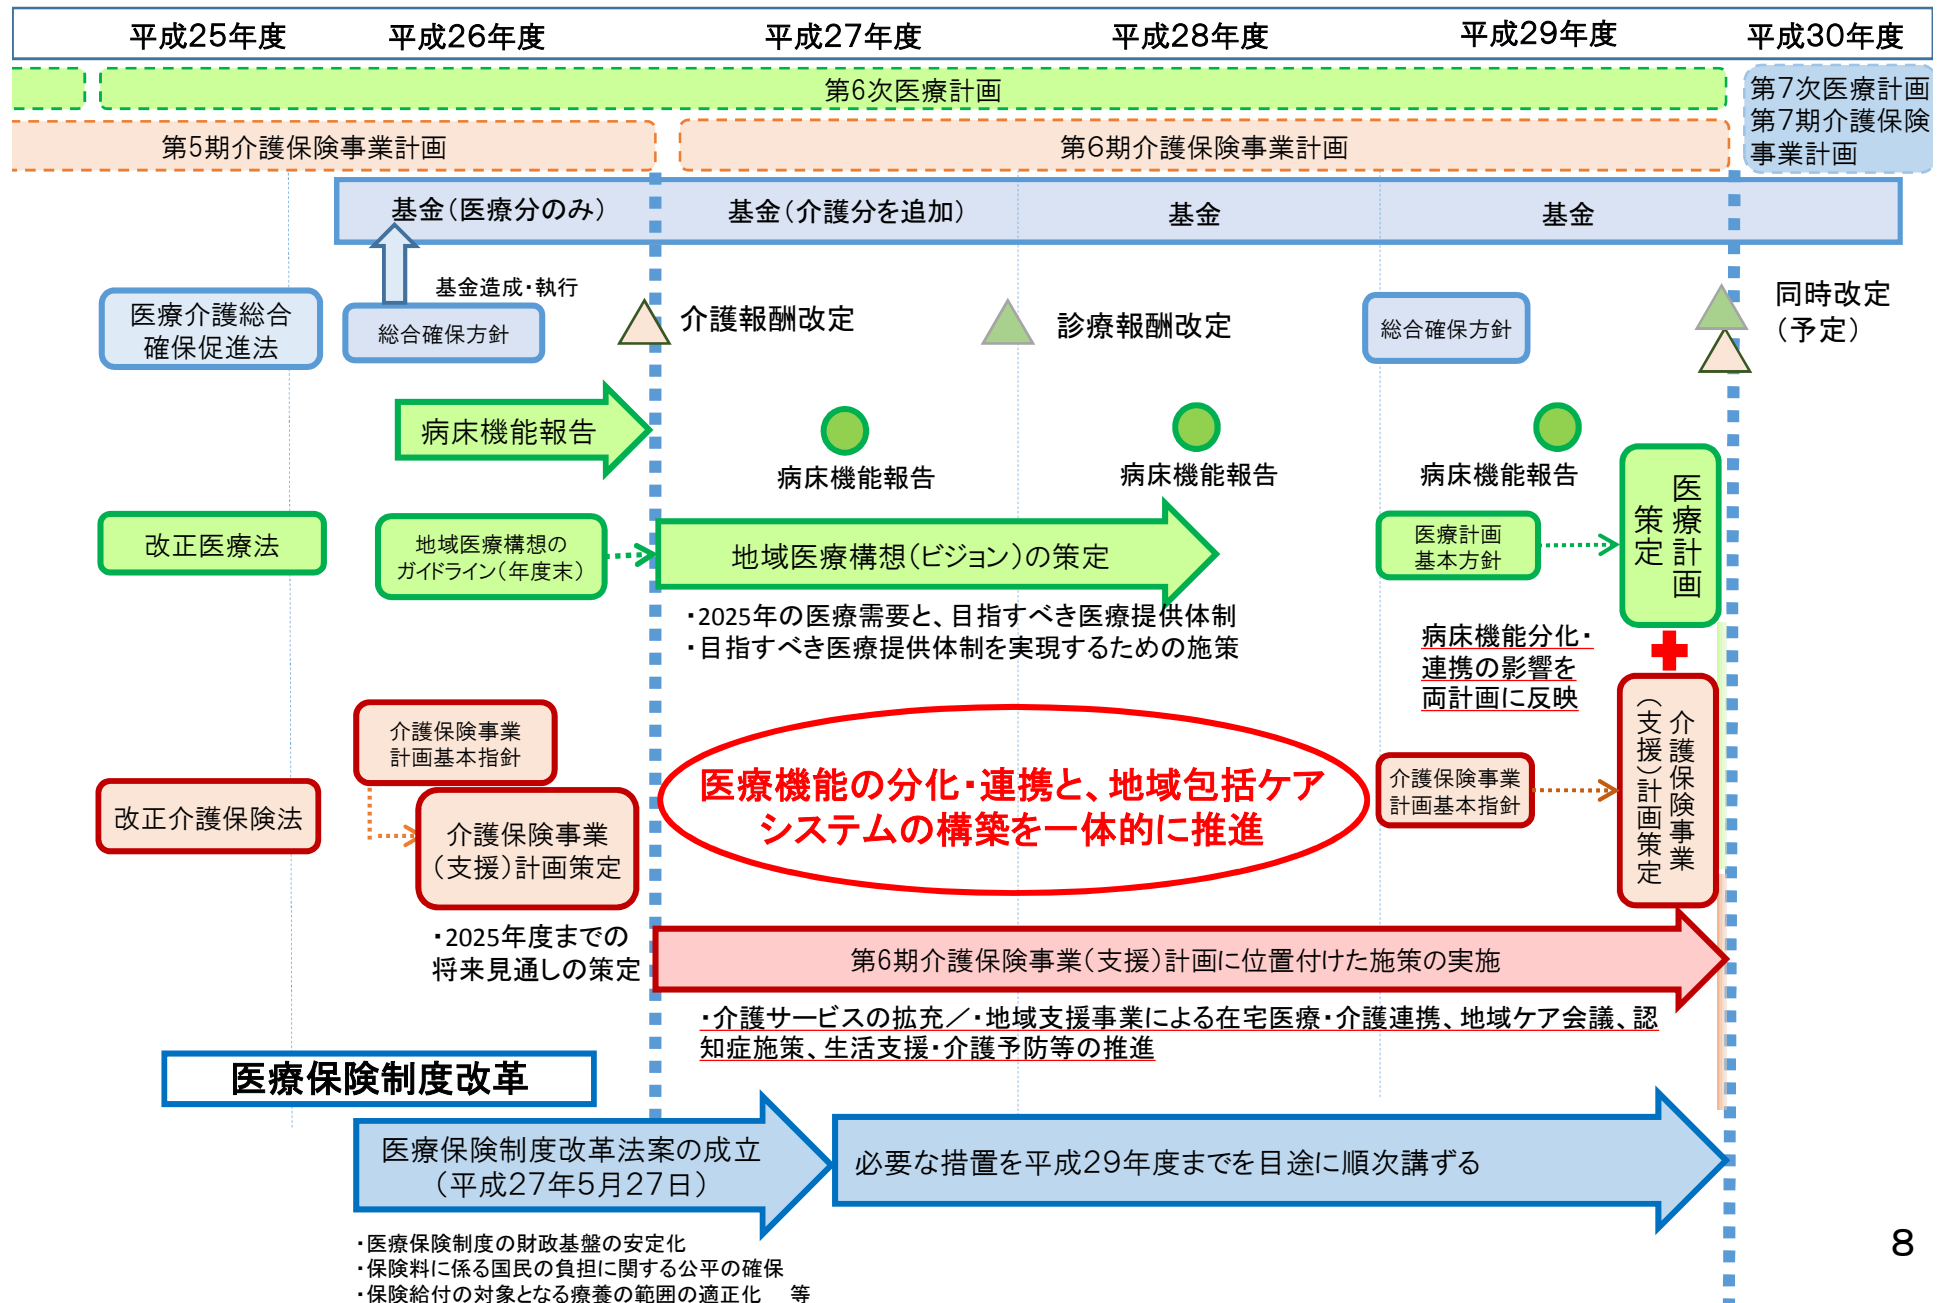 平成25年度
平成26年度
平成27年度
平成28年度
平成29年度
平成30年度
第6次医療計画
第7次医療計画
第7期介護保険
事業計画
第5期介護保険事業計画
第6期介護保険事業計画
基金（医療分のみ）
基金（介護分を追加）
基金
基金
基金造成・執行
医療介護総合
確保促進法
総合確保方針
介護報酬改定
診療報酬改定
総合確保方針
同時改定
（予定）
病床機能報告
病床機能報告
病床機能報告
病床機能報告
改正医療法
地域医療構想の
ガイドライン（年度末）
地域医療構想（ビジョン）の策定
医療計画
基本方針
医療計画
策定
・2025年の医療需要と、目指すべき医療提供体制
・目指すべき医療提供体制を実現するための施策
病床機能分化・
連携の影響を
両計画に反映
介護保険事業
計画基本指針
改正介護保険法
介護保険事業
（支援）計画策定
医療機能の分化・連携と、地域包括ケア
システムの構築を一体的に推進
介護保険事業
計画基本指針
介護保険事業
（支援）計画策定
・2025年度までの
将来見通しの策定
第6期介護保険事業（支援）計画に位置付けた施策の実施
・介護サービスの拡充／・地域支援事業による在宅医療・介護連携、地域ケア会議、認
知症施策、生活支援・介護予防等の推進
医療保険制度改革
医療保険制度改革法案の成立
（平成27年5月27日）
必要な措置を平成29年度までを目途に順次講ずる
・医療保険制度の財政基盤の安定化
・保険料に係る国民の負担に関する公平の確保
・保険給付の対象となる療養の範囲の適正化　等
8